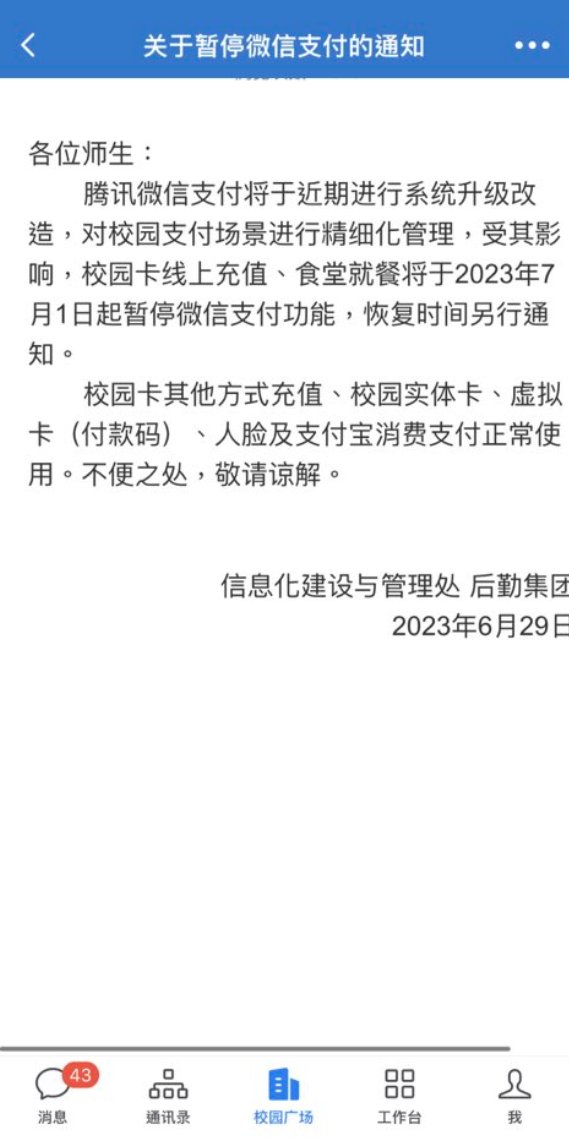 关于暂停微信支付的通知
各位师生：
腾讯微信支付将于近期进行系统升级改
造，对校园支付场景进行精细化管理，受其影
响，校园卡线上充值、食堂就餐将于2023年7
月1日起暂停微信支付功能，恢复时间另行通
知。
校园卡其他方式充值、校园实体卡、虚拟
卡（付款码）、人脸及支付宝消费支付正常使
用。不便之处，敬请谅解。
信息化建设与管理处 后勤集团
2023年6月29日
43
消息 通讯录 校园广场 工作台 我